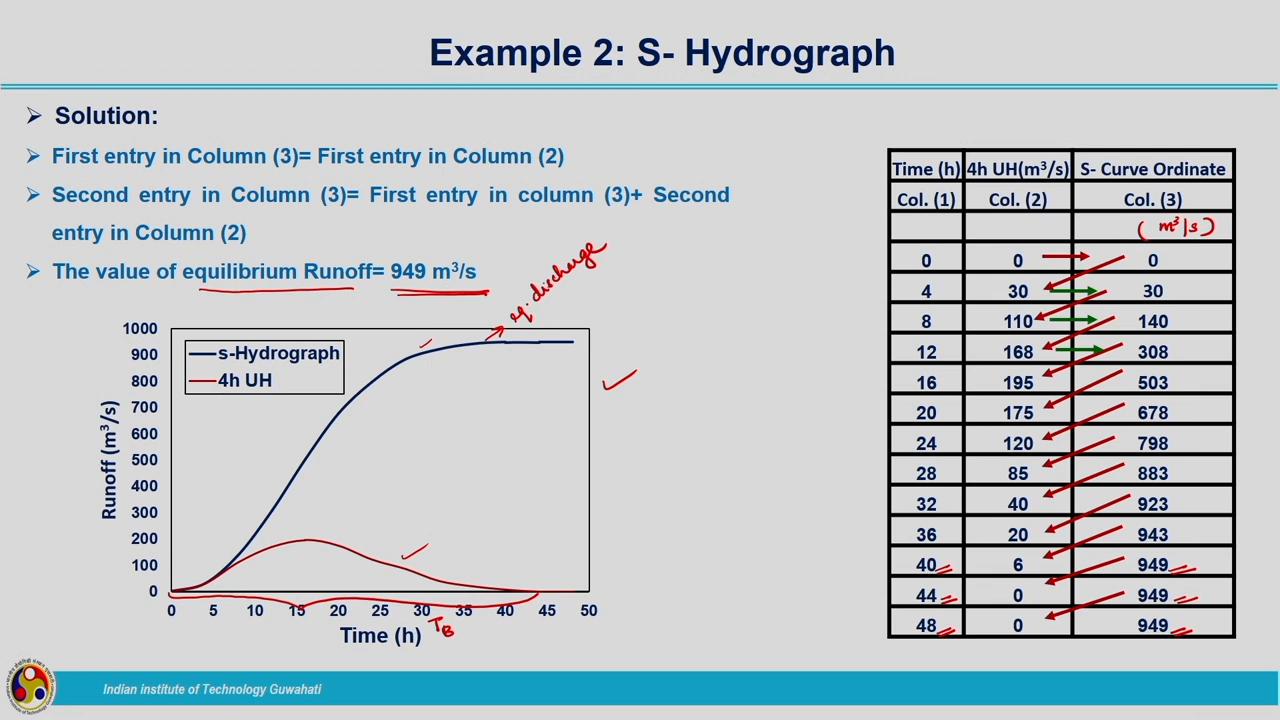 Example 2: S- Hydrograph
Solution:
First entry in Column (3)= First entry in Column (2)
Second entry in Column (3)= First entry in column (3)+ Second
entry in Column (2)
The value of equilibrium Runoff= 949 m³/s
eq. discharge
1000
900
800
700
600
500
400
300
200
100
0
Runoff (m³/s)
s-Hydrograph
4h UH
0 5 10 15 20 25 30 35 40 45 50
T_B
Time (h)
Time (h) 4h UH(m³/s) S- Curve Ordinate
Col. (1) Col. (2) Col. (3)
(m³/s)
0 0 0
4 30 30
8 110 140
12 168 308
16 195 503
20 175 678
24 120 798
28 85 883
32 40 923
36 20 943
40 6 949
44 0 949
48 0 949
Indian institute of Technology Guwahati